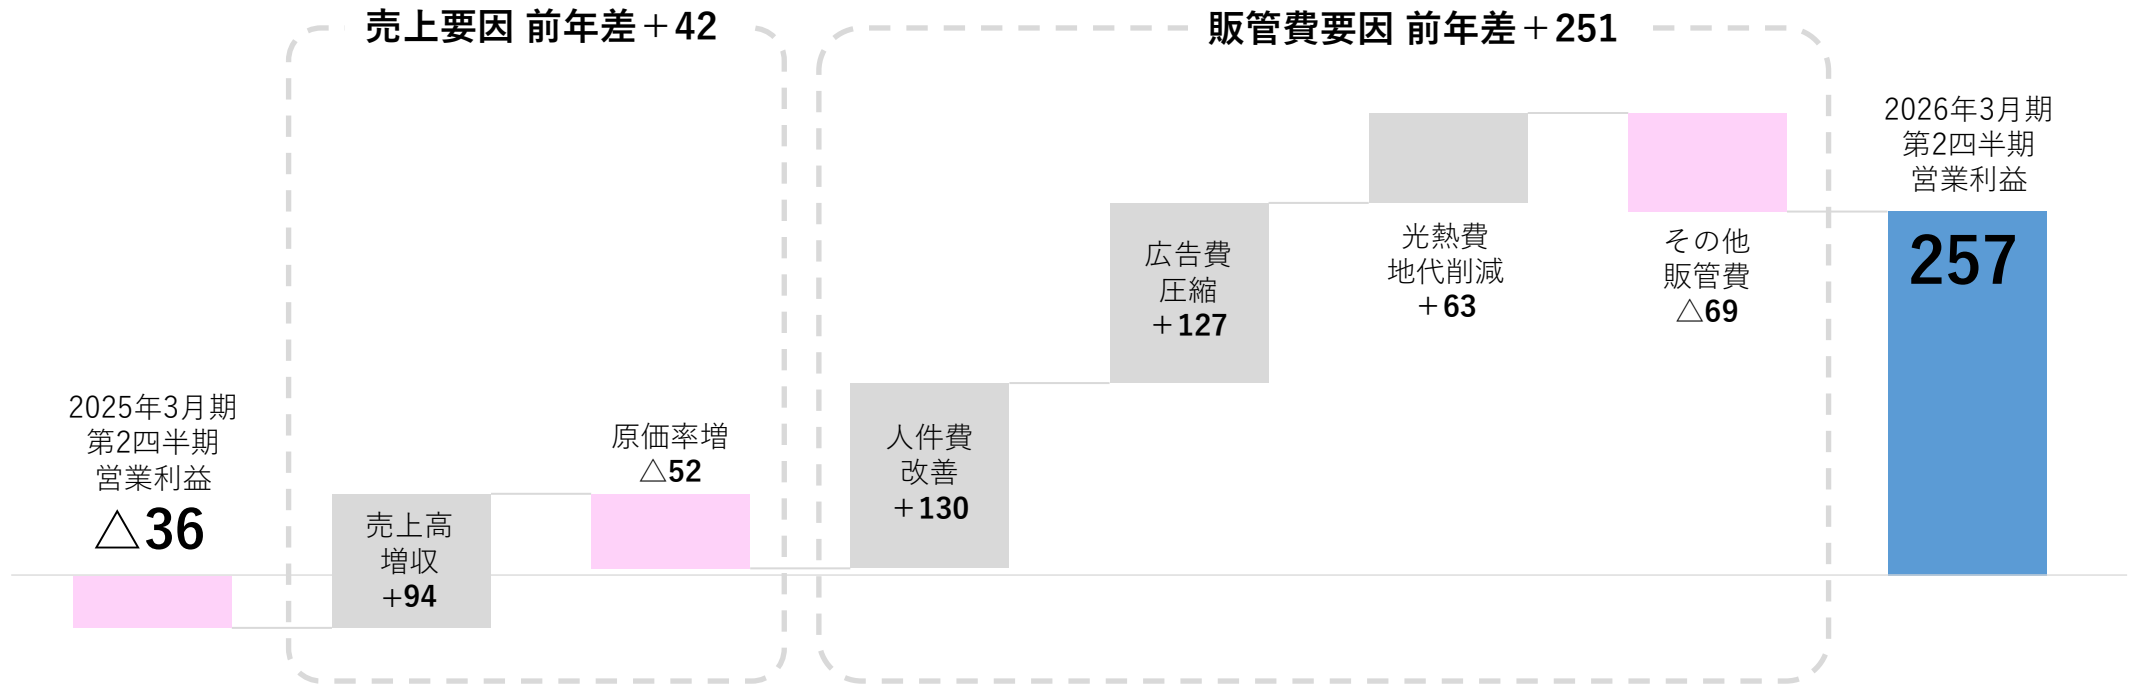 売上要因 前年差＋42
販管費要因 前年差＋251
2025年3月期
第2四半期
営業利益
△36
売上高
増収
+94
原価率増
△52
人件費
改善
＋130
広告費
圧縮
＋127
光熱費
地代削減
＋63
その他
販管費
△69
2026年3月期
第2四半期
営業利益
257